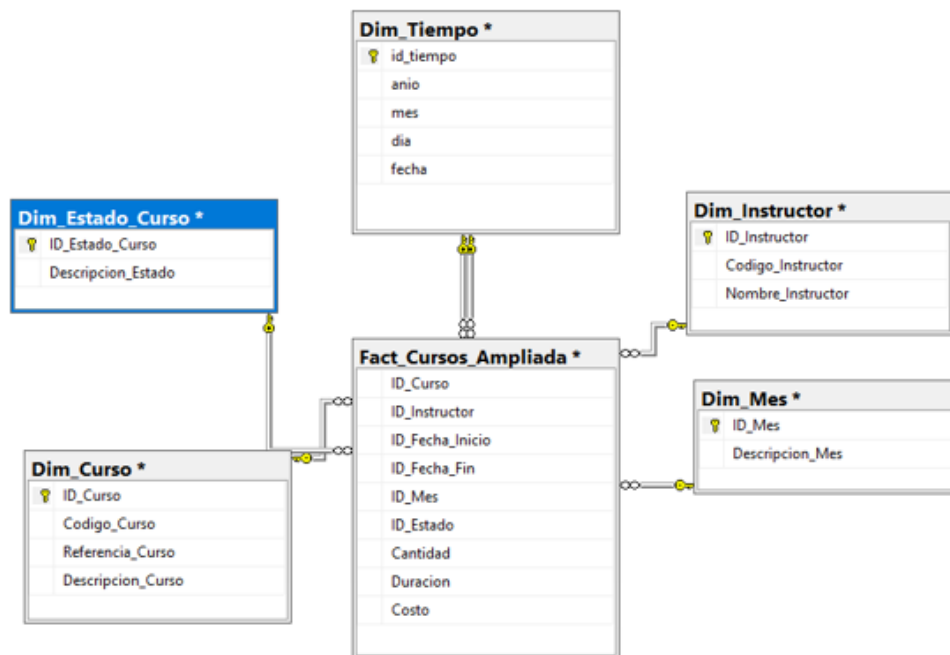 Dim_Tiempo *
id_tiempo
anio
mes
dia
fecha
Dim_Estado_Curso *
ID_Estado_Curso
Descripcion_Estado
Dim_Instructor *
ID_Instructor
Codigo_Instructor
Nombre_Instructor
Fact_Cursos_Ampliada *
ID_Curso
ID_Instructor
ID_Fecha_Inicio
ID_Fecha_Fin
ID_Mes
ID_Estado
Cantidad
Duracion
Costo
Dim_Mes *
ID_Mes
Descripcion_Mes
Dim_Curso *
ID_Curso
Codigo_Curso
Referencia_Curso
Descripcion_Curso